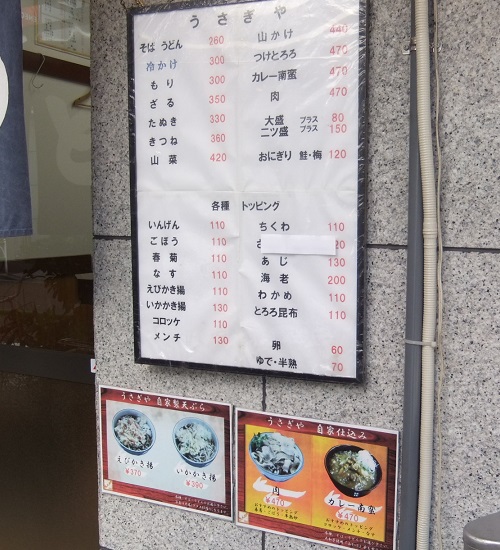 うさぎや
そば うどん 260
冷かけ 300
もり 300
ざる 350
たぬき 330
きつね 360
山菜 420
山かけ 440
つけとろろ 470
カレー南蛮 470
肉 470
大盛 プラス 80
二ツ盛 プラス 150
おにぎり 鮭・梅 120
各種 トッピング
いんげん 110
ごぼう 110
春菊 110
なす 110
えびかき揚 110
いかかき揚 130
コロッケ 110
メンチ 130
ちくわ 110
さ 20
あじ 130
海老 200
わかめ 110
とろろ昆布 110
卵 60
ゆで・半熟 70
うさぎや 自家製天ぷら
えびかき揚
¥370
いかかき揚
¥390
うさぎや 自家仕込み
肉
¥470
カレー南蛮
¥470